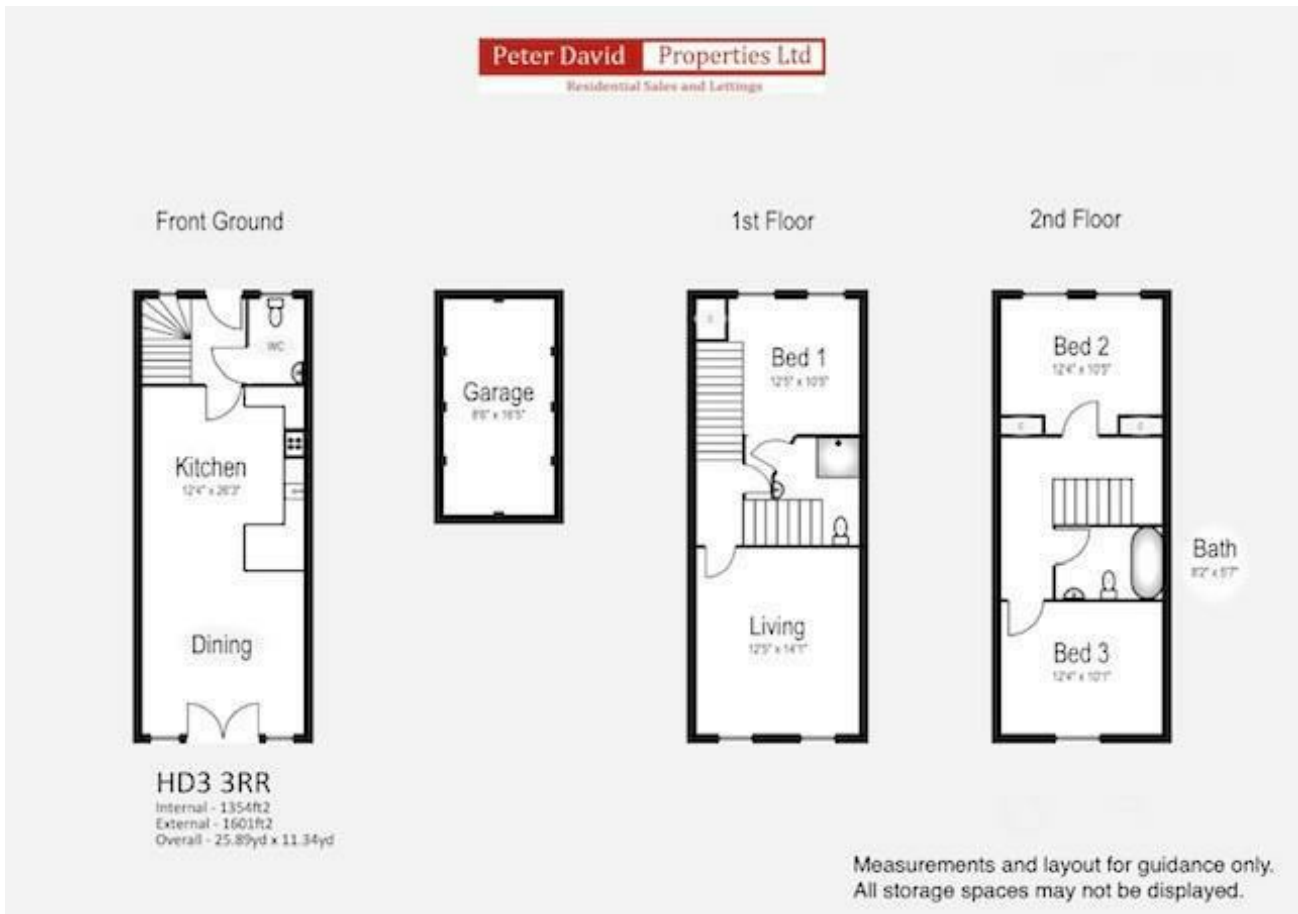 Peter David Properties Ltd
Residential Sales and Lettings
Front Ground
1st Floor
2nd Floor
WC
Kitchen
12'4" x 26'3"
Dining
Garage
8'6" x 16'5"
C
Bed 1
12'5" x 10'5"
Living
12'5" x 14'1"
Bed 2
12'4" x 10'5"
C
C
Bath
8'2" x 5'7"
Bed 3
12'4" x 10'1"
HD3 3RR
Internal - 1354ft2
External - 1601ft2
Overall - 25.89yd x 11.34yd
Measurements and layout for guidance only.
All storage spaces may not be displayed.